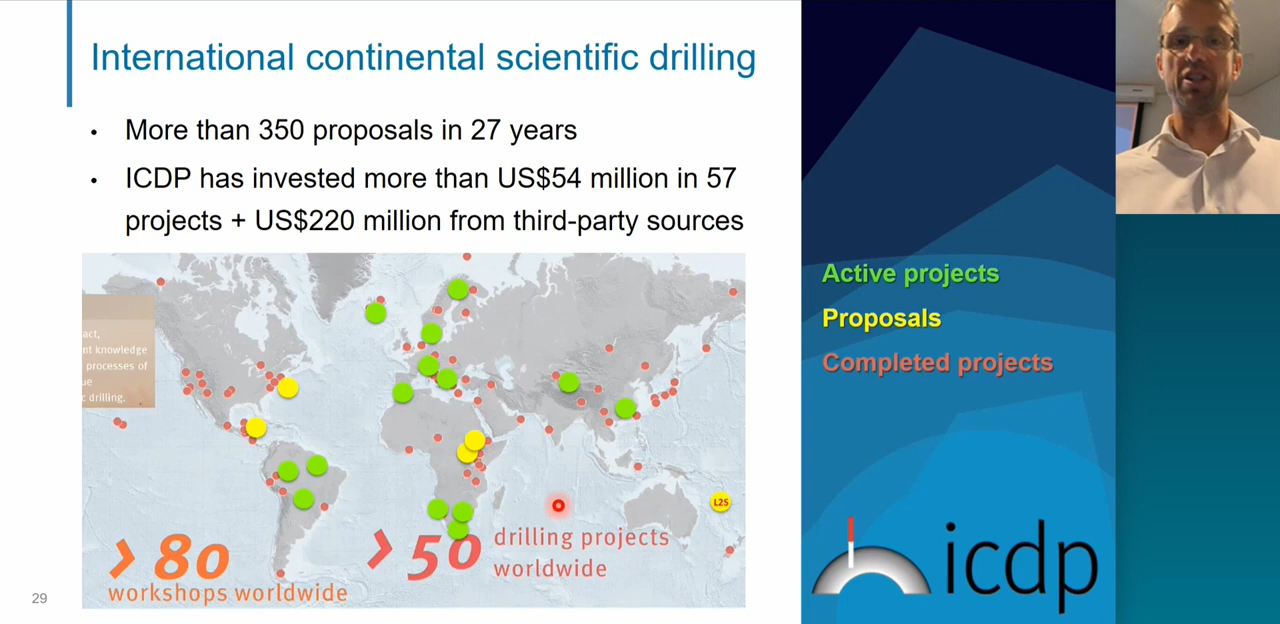 International continental scientific drilling
• More than 350 proposals in 27 years
• ICDP has invested more than US$54 million in 57
projects + US$220 million from third-party sources
act,
nt knowledge
processes of
ue
c drilling.
L2S
> 80
workshops worldwide
> 50 drilling projects
worldwide
29
Active projects
Proposals
Completed projects
icdp